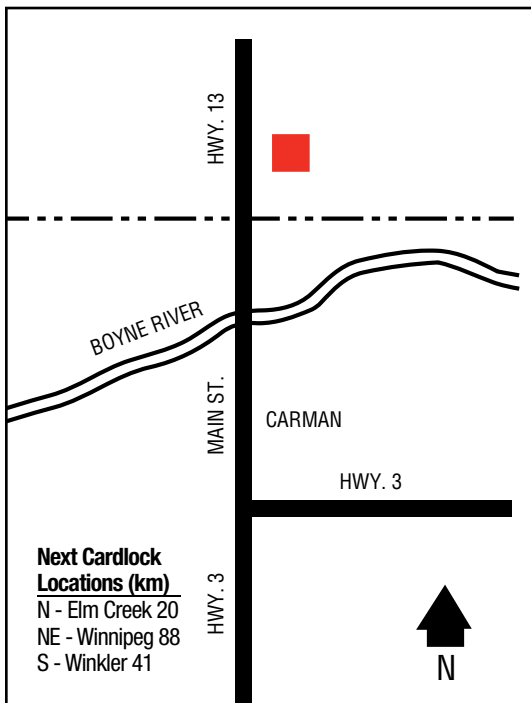 HWY. 13
BOYNE RIVER
MAIN ST.
CARMAN
HWY. 3
HWY. 3
Next Cardlock
Locations (km)
N - Elm Creek 20
NE - Winnipeg 88
S - Winkler 41
N